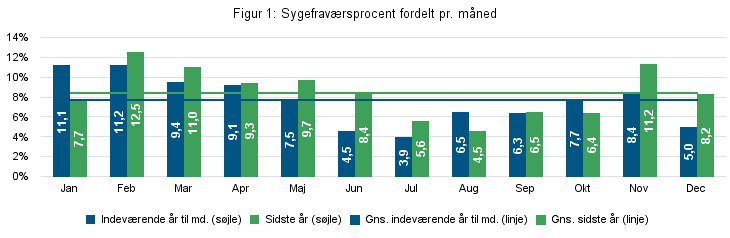 Figur 1: Sygefraværsprocent fordelt pr. måned
14%
12%
10%
8%
6%
4%
2%
0%
11,1 7,7 11,2 12,5 9,4 11,0 9,1 9,3 7,5 9,7 4,5 8,4 3,9 5,6 6,5 4,5 6,3 6,5 7,7 6,4 8,4 11,2 5,0 8,2
Jan Feb Mar Apr Maj Jun Jul Aug Sep Okt Nov Dec
Indeværende år til md. (søjle) Sidste år (søjle) Gns. indeværende år til md. (linje) Gns. sidste år (linje)